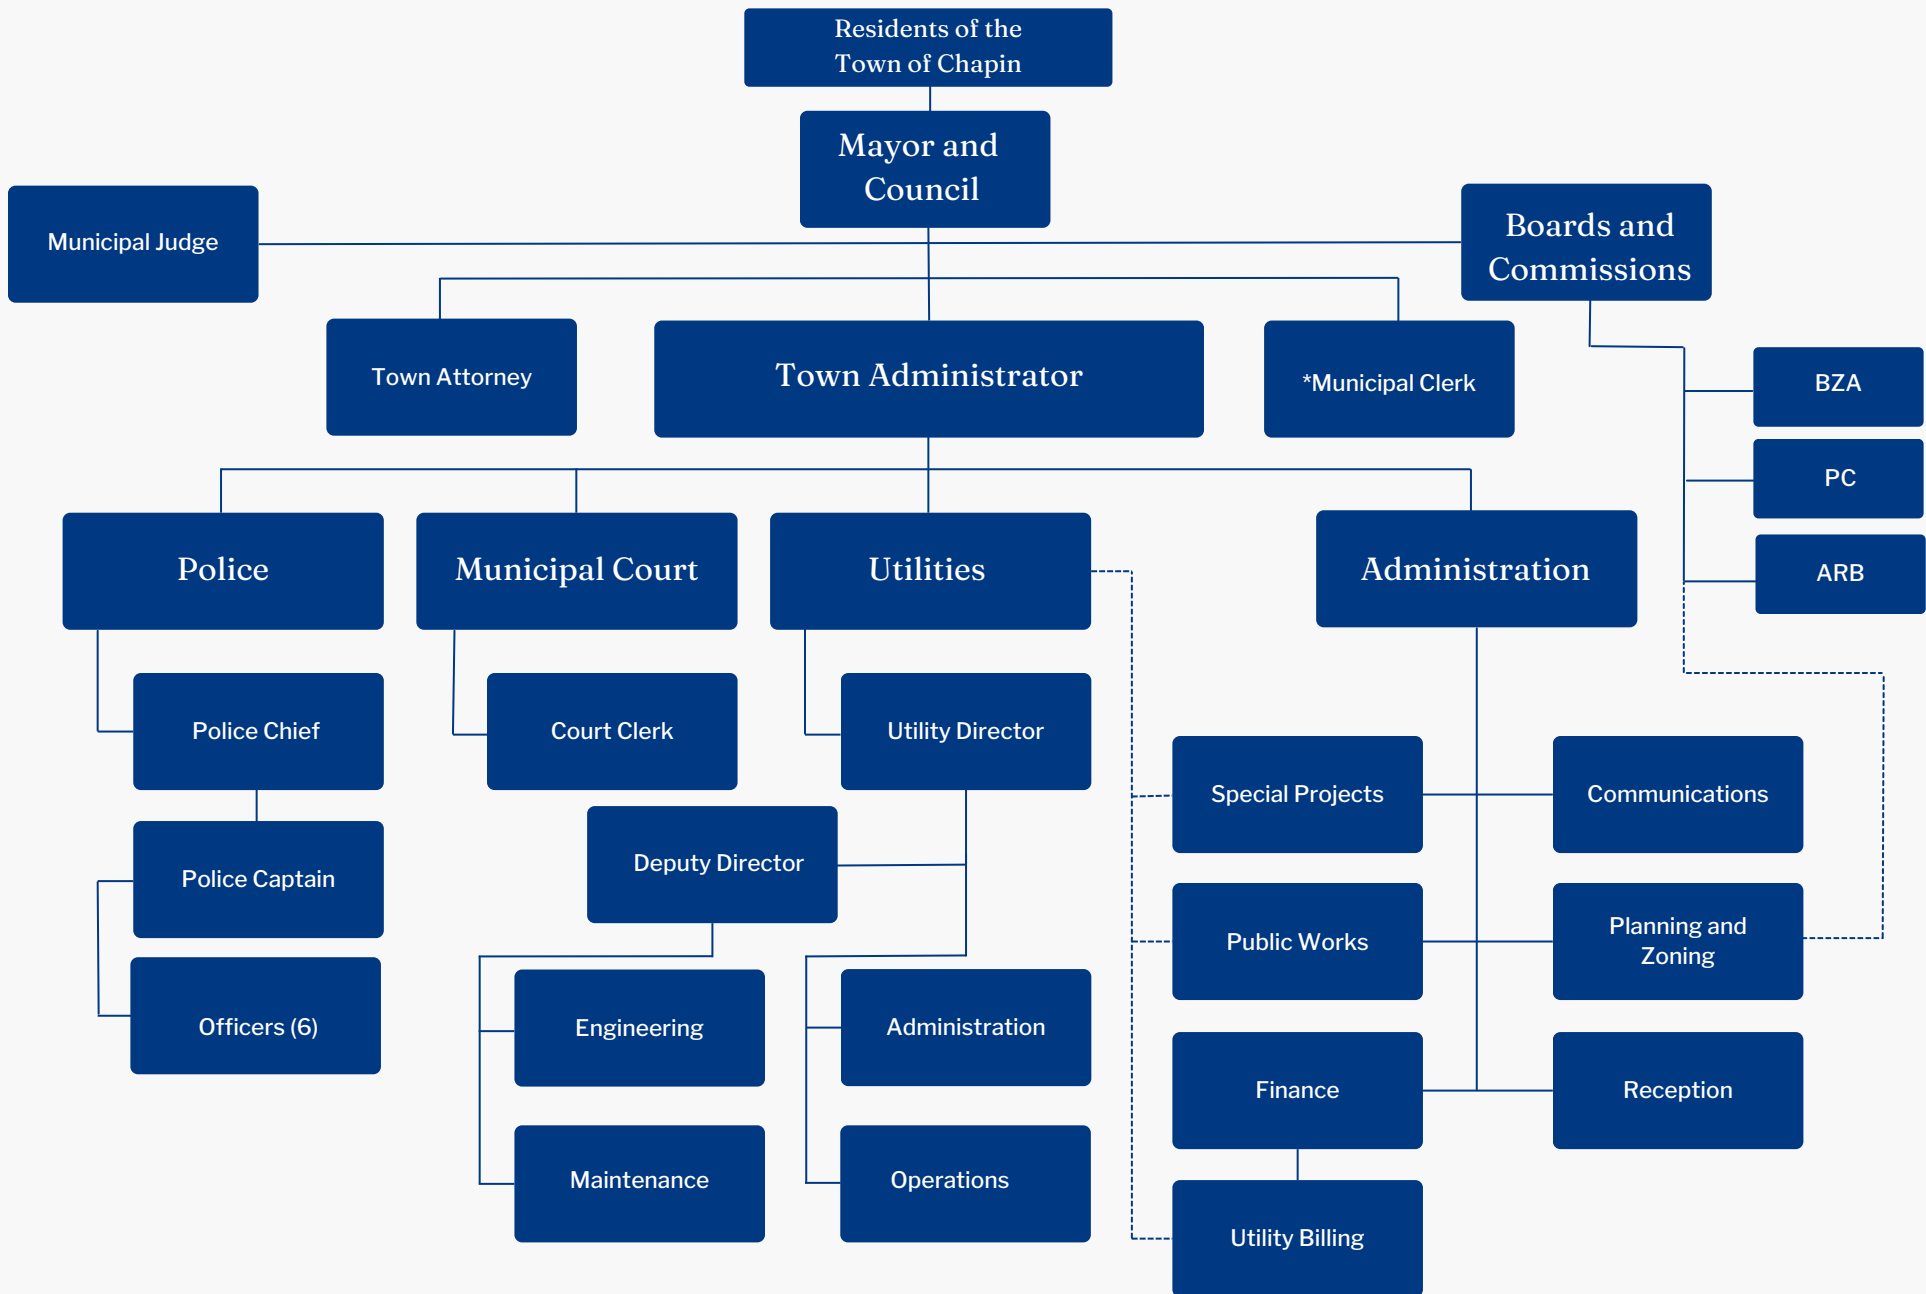 Residents of the
Town of Chapin
Mayor and
Council
Municipal Judge
Boards and
Commissions
Town Attorney
Town Administrator
*Municipal Clerk
BZA
PC
ARB
Police
Municipal Court
Utilities
Administration
Police Chief
Court Clerk
Utility Director
Special Projects
Communications
Deputy Director
Police Captain
Public Works
Planning and
Zoning
Officers (6)
Engineering
Administration
Finance
Reception
Maintenance
Operations
Utility Billing